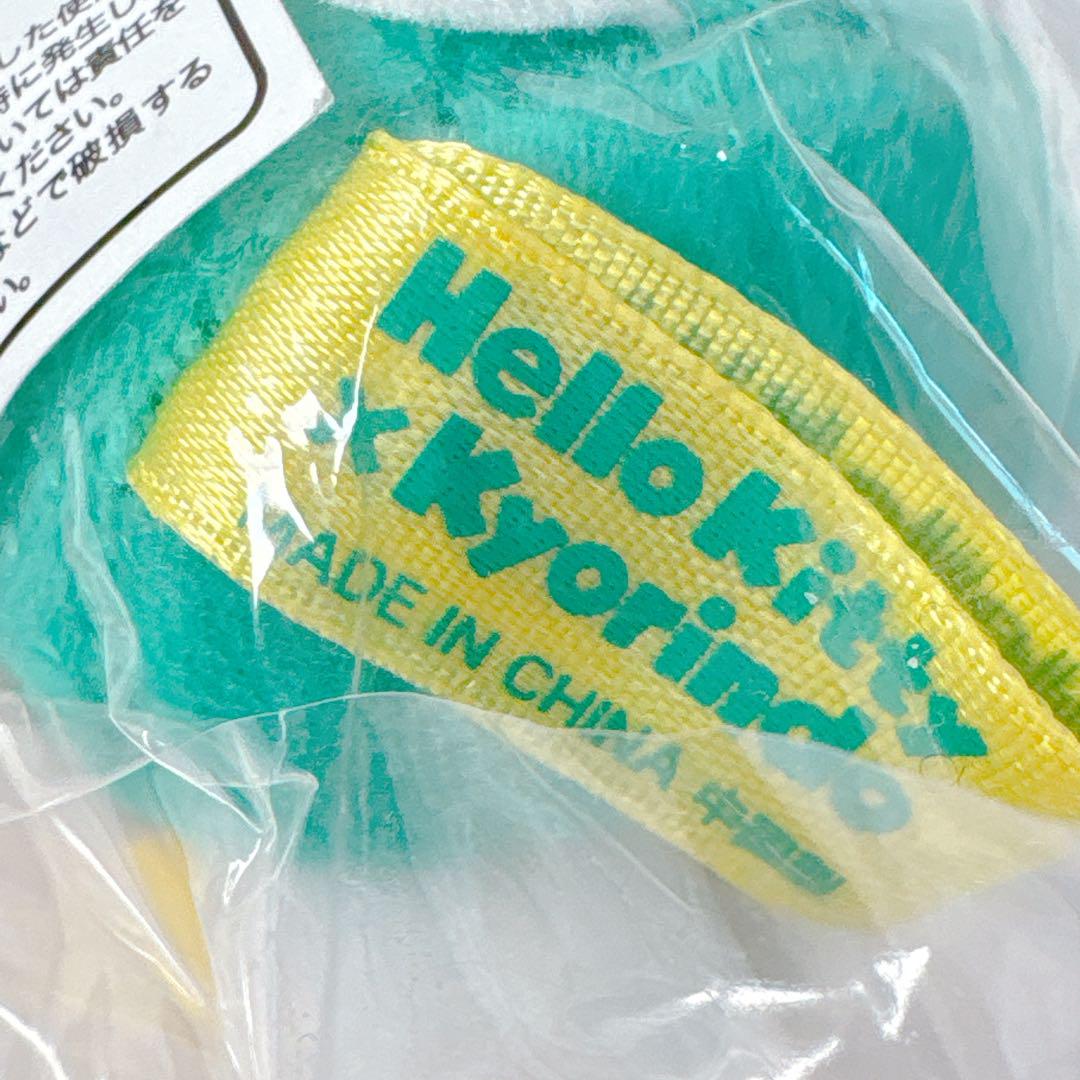 した使
時に発生し
いては責任を
ください。
などで破損する
い。
Hello Kitty
× Kyorindo
MADE IN CHINA 中国製